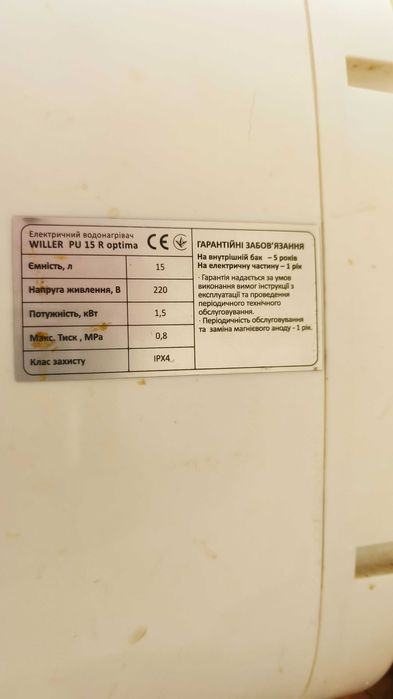 Електричний водонагрівач
WILLER PU 15 R optima
CE
Ємність, л 15
Напруга живлення, В 220
Потужність, кВт 1,5
Макс. Тиск , МРа 0,8
Клас захисту IPX4
ГАРАНТІЙНІ ЗАБОВ'ЯЗАННЯ
На внутрішній бак - 5 років
На електричну частину - 1 рік
· Гарантія надається за умов
виконання вимог інструкції з
експлуатації та проведення
періодичного технічного
обслуговування.
· Періодичність обслуговування
та заміна магнієвого аноду - 1 рік.